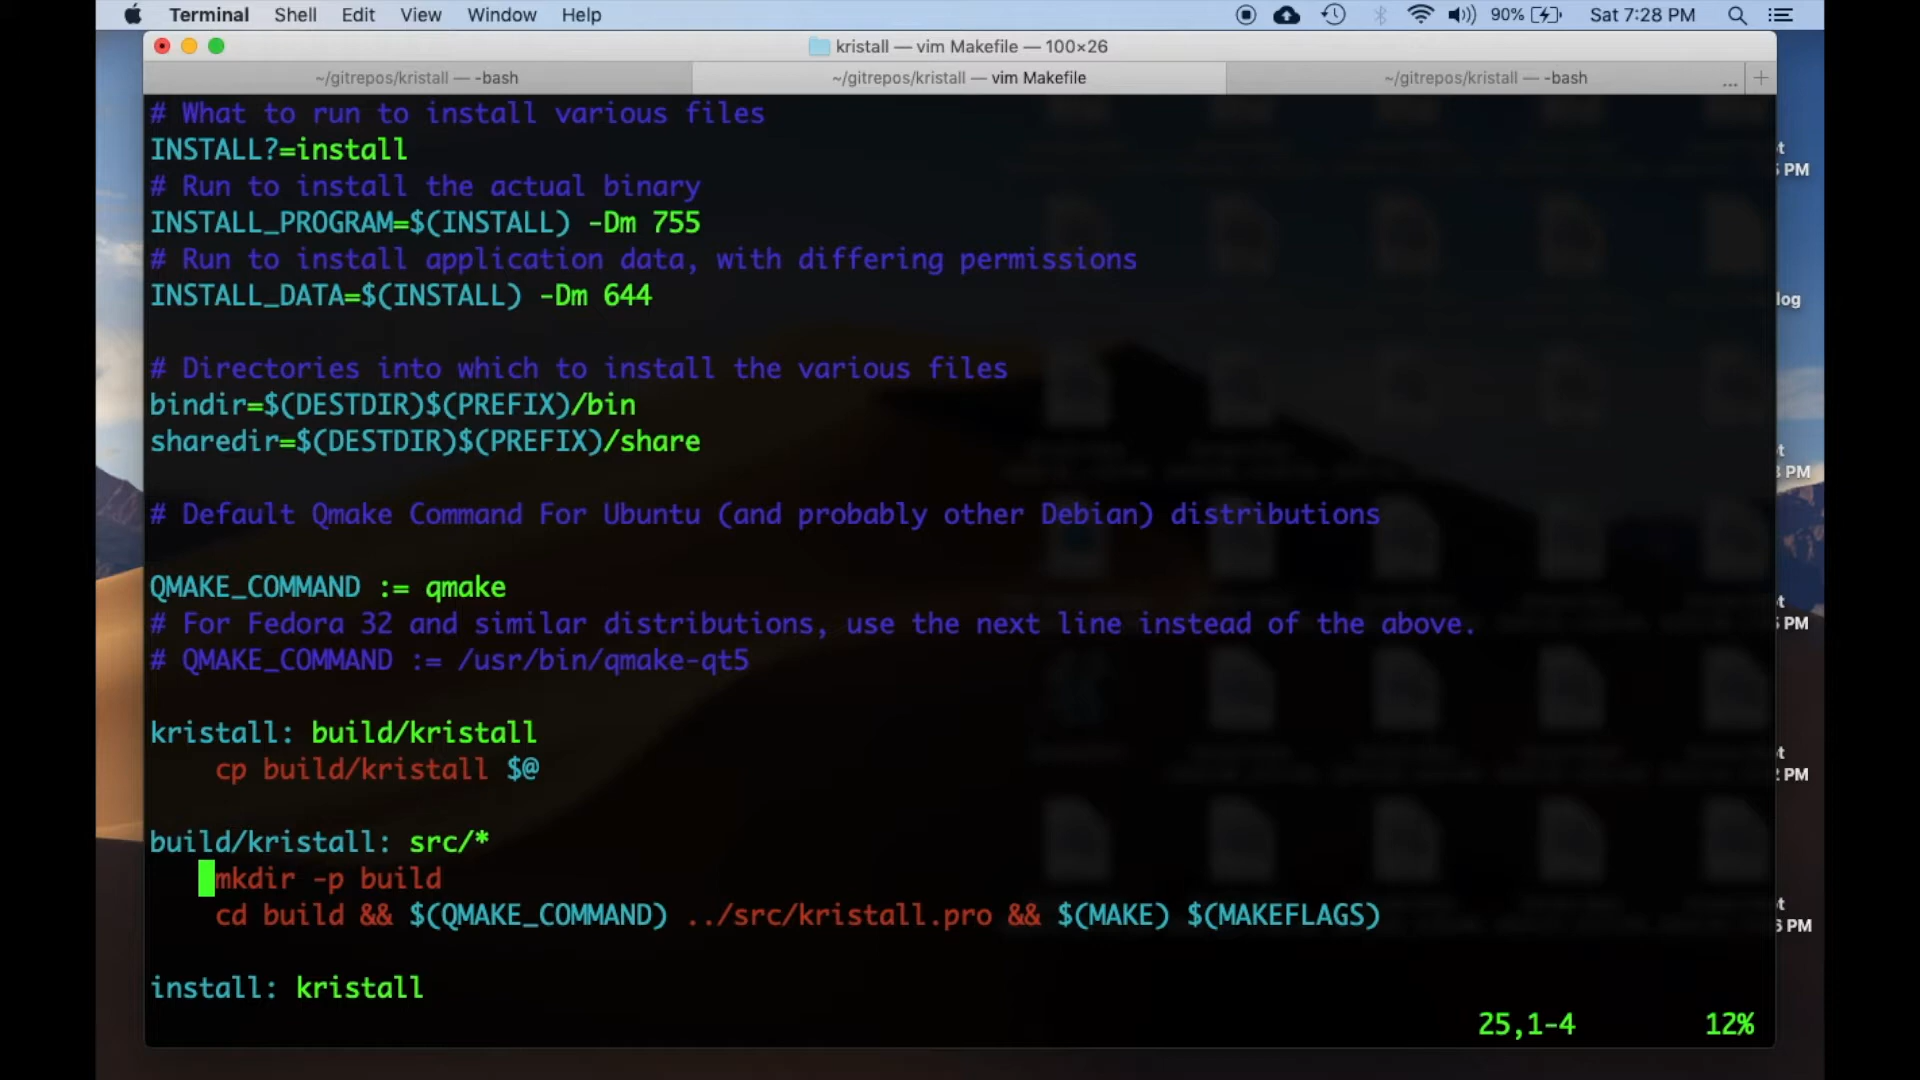 Terminal Shell Edit View Window Help 90% Sat 7:28 PM
kristall — vim Makefile — 100×26
~/gitrepos/kristall — -bash ~/gitrepos/kristall — vim Makefile ~/gitrepos/kristall — -bash ... +
# What to run to install various files
INSTALL?=install
# Run to install the actual binary
INSTALL_PROGRAM=$(INSTALL) -Dm 755
# Run to install application data, with differing permissions
INSTALL_DATA=$(INSTALL) -Dm 644
# Directories into which to install the various files
bindir=$(DESTDIR)$(PREFIX)/bin
sharedir=$(DESTDIR)$(PREFIX)/share
# Default Qmake Command For Ubuntu (and probably other Debian) distributions
QMAKE_COMMAND := qmake
# For Fedora 32 and similar distributions, use the next line instead of the above.
# QMAKE_COMMAND := /usr/bin/qmake-qt5
kristall: build/kristall
cp build/kristall $@
build/kristall: src/*
mkdir -p build
cd build && $(QMAKE_COMMAND) ../src/kristall.pro && $(MAKE) $(MAKEFLAGS)
install: kristall
25,1-4 12%